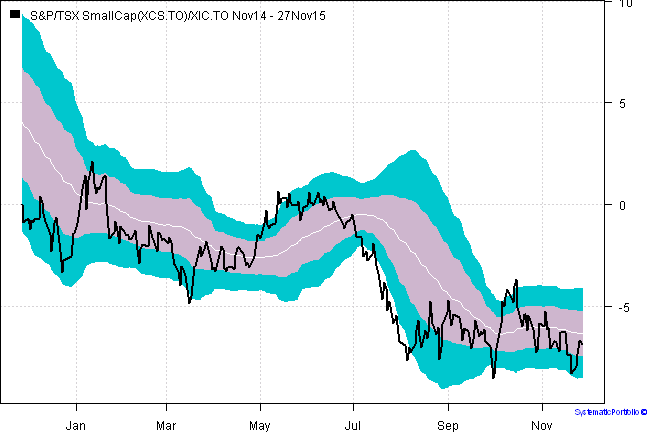 S&P/TSX SmallCap(XCS.TO)/XIC.TO Nov14 - 27Nov15
10
5
0
-5
Jan Mar May Jul Sep Nov
SystematicPortfolio ©